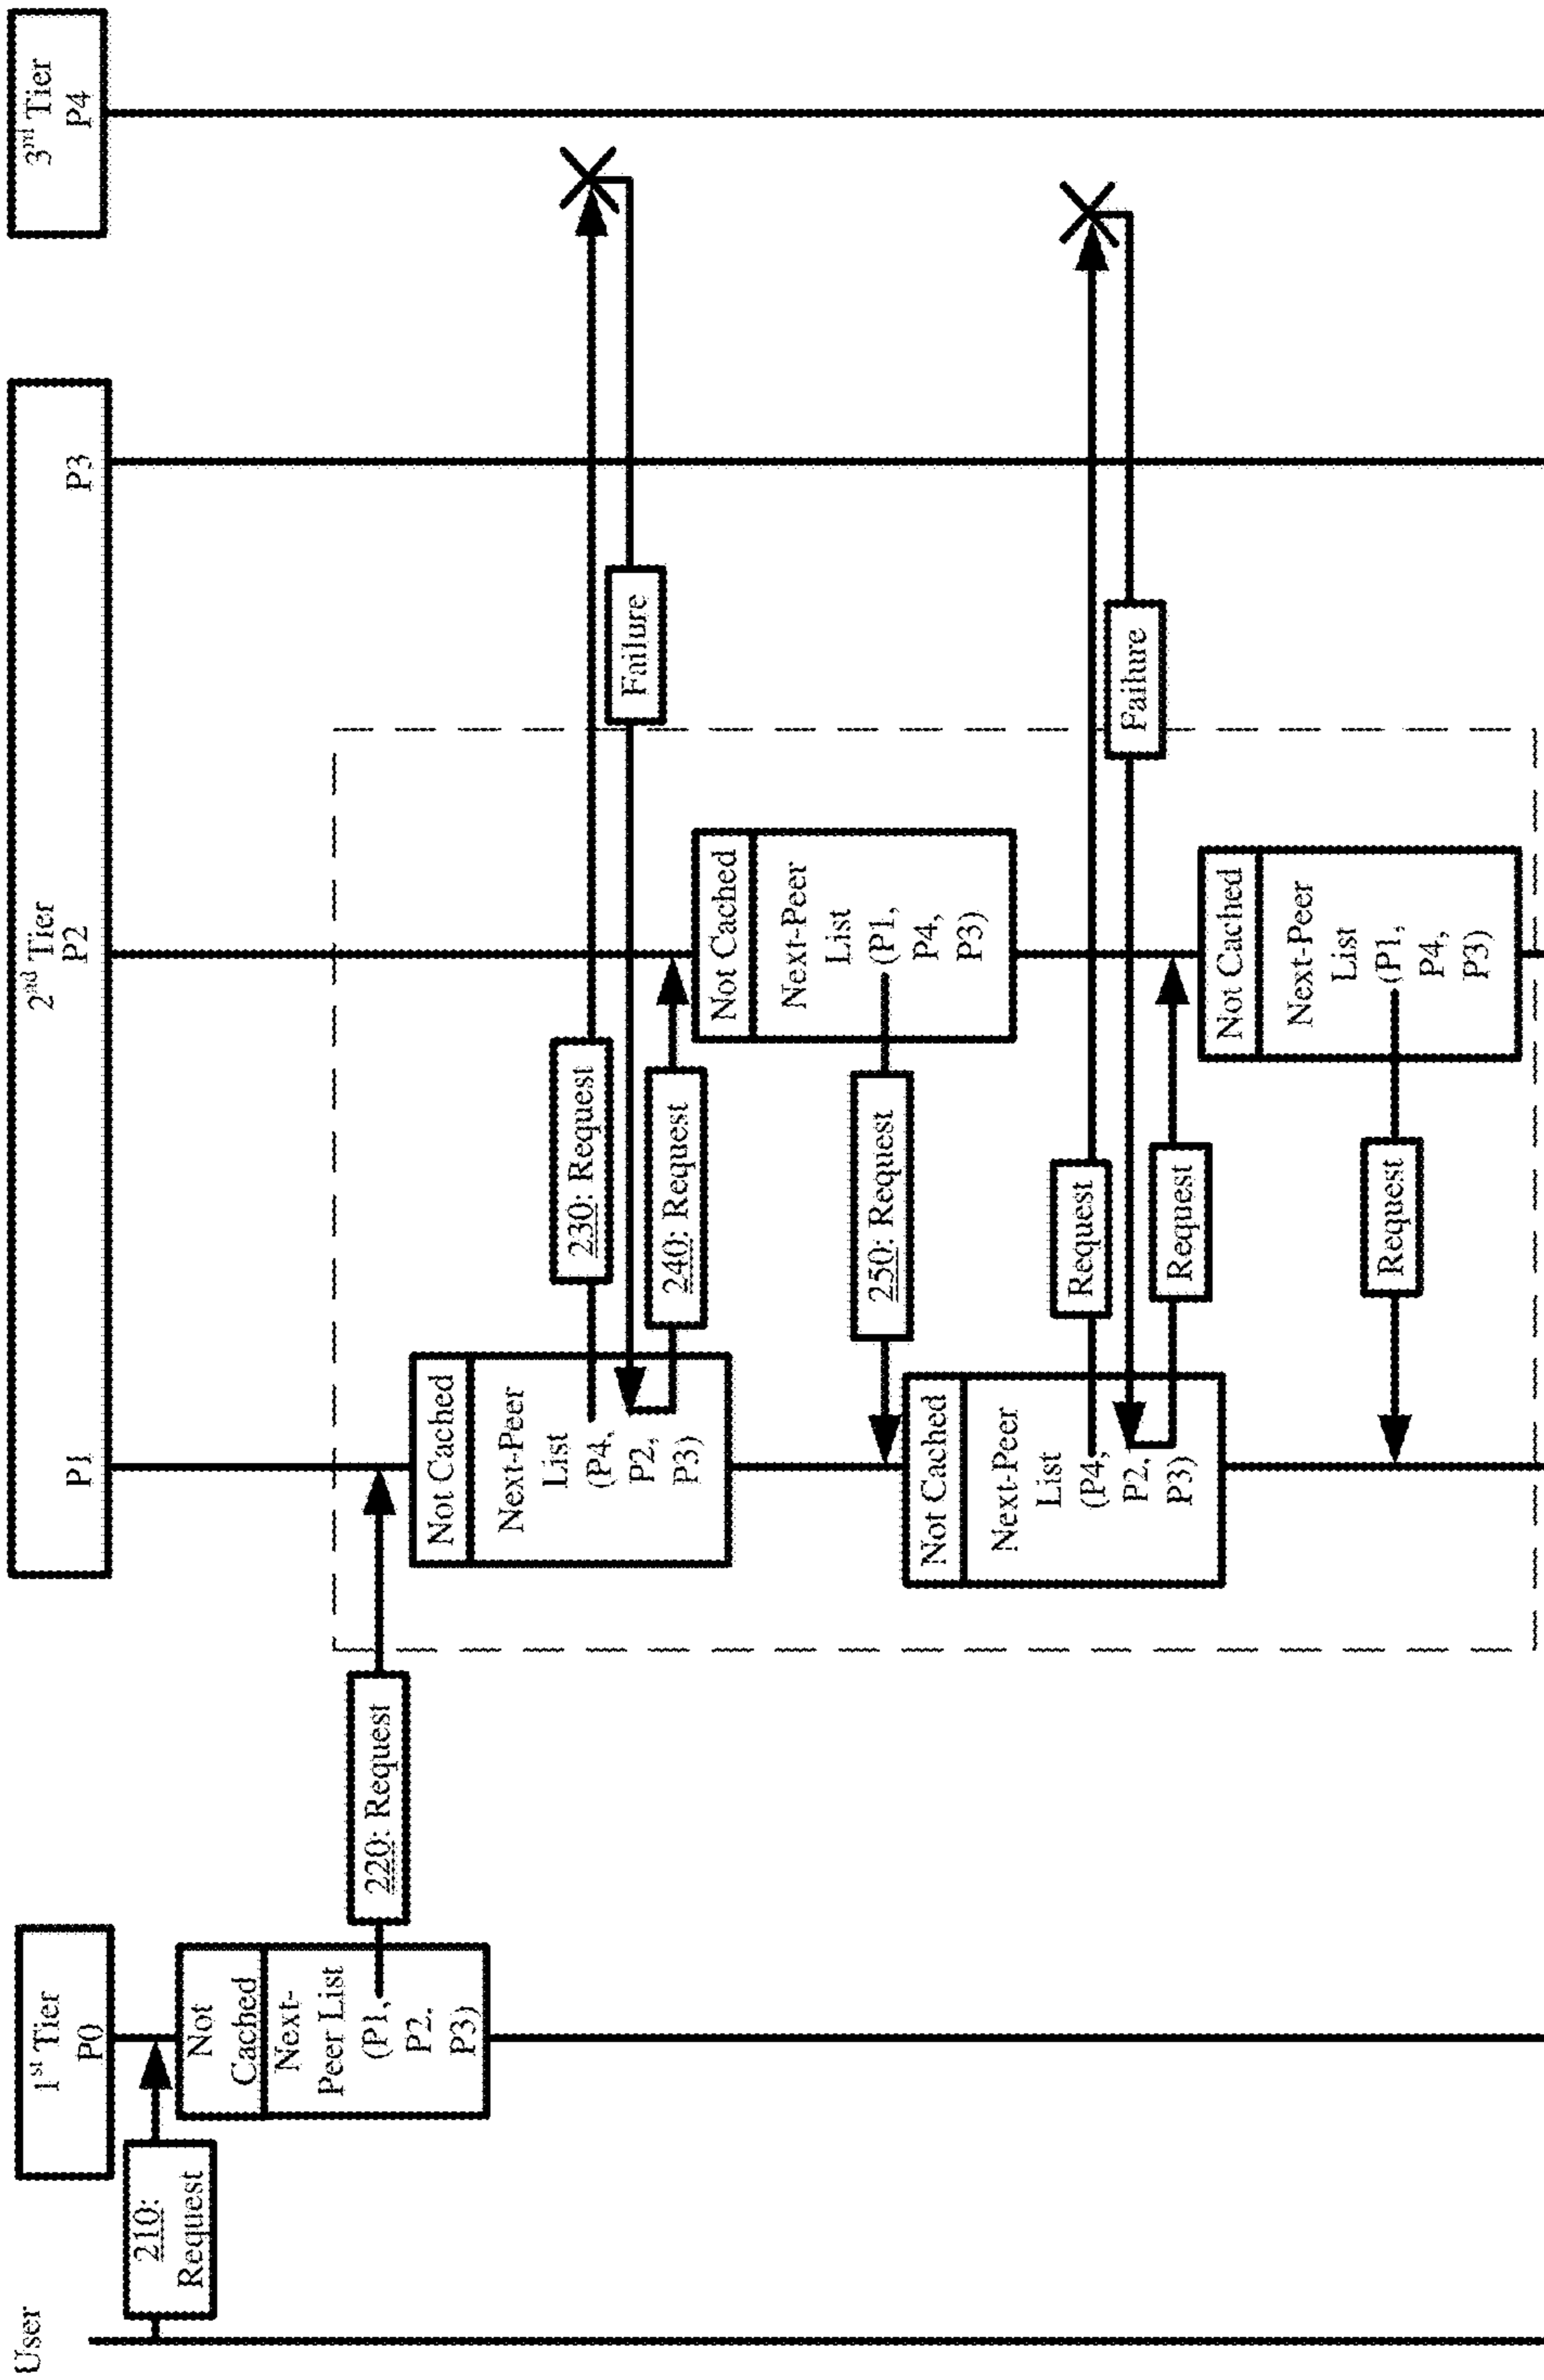 User
1st Tier
P0
2nd Tier
P1
P2
P3
3rd Tier
P4
210:
Request
Not
Cached
Next-
Peer List
(P1,
P2.
P3)
220: Request
Not Cached
Next-Peer
List
(P4,
P2,
P3)
230: Request
Failure
240: Request
Not Cached
Next-Peer
List
(P1,
P4,
P3)
250: Request
Not Cached
Next-Peer
List
(P4,
P2,
P3)
Request
Failure
Request
Not Cached
Next-Peer
List
(P1,
P4,
P3)
Request